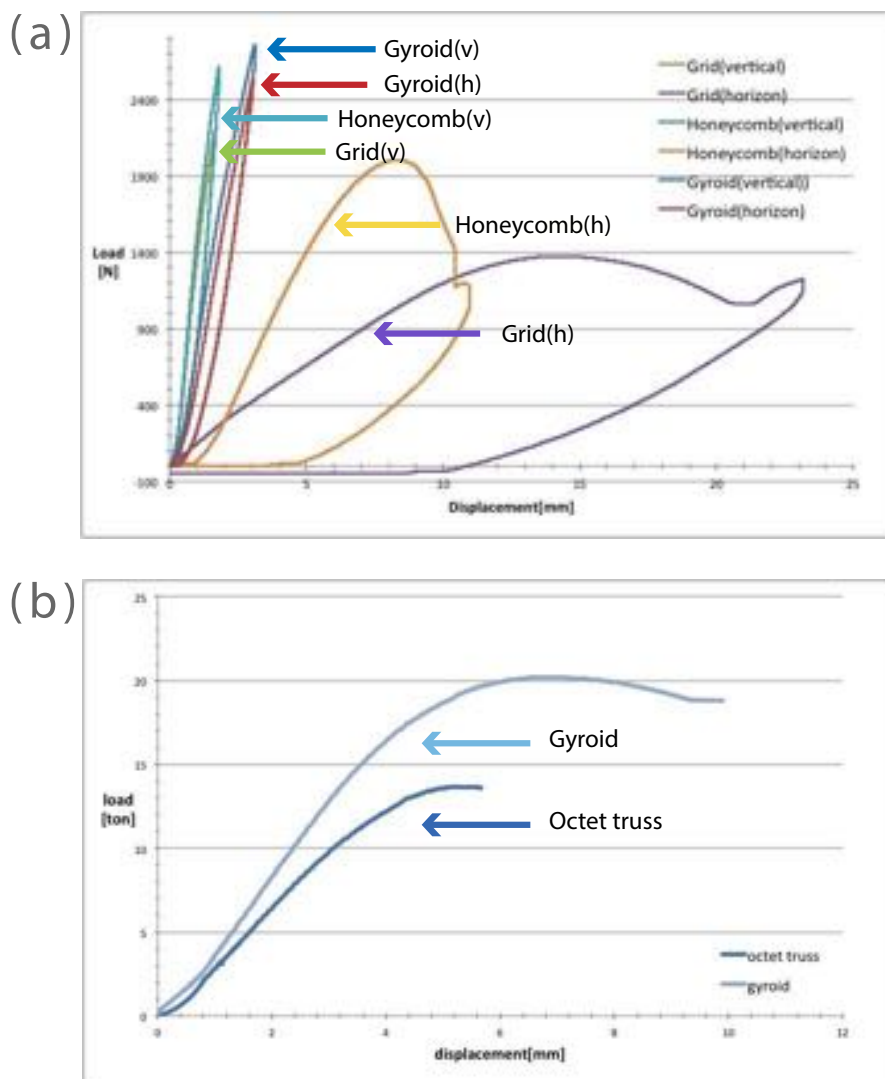 (a)
Gyroid(v)
Gyroid(h)
Honeycomb(v)
Grid(v)
Honeycomb(h)
Grid(h)
Grid(vertical)
Grid(horizon)
Honeycomb(vertical)
Honeycomb(horizon)
Gyroid(vertical))
Gyroid(horizon)
2400
1900
1400
900
400
-100
Load
[N]
0
5
10
15
20
25
Displacement[mm]
(b)
25
20
15
10
5
0
load
[ton]
Gyroid
Octet truss
octet truss
gyroid
0
2
4
6
8
10
12
displacement[mm]